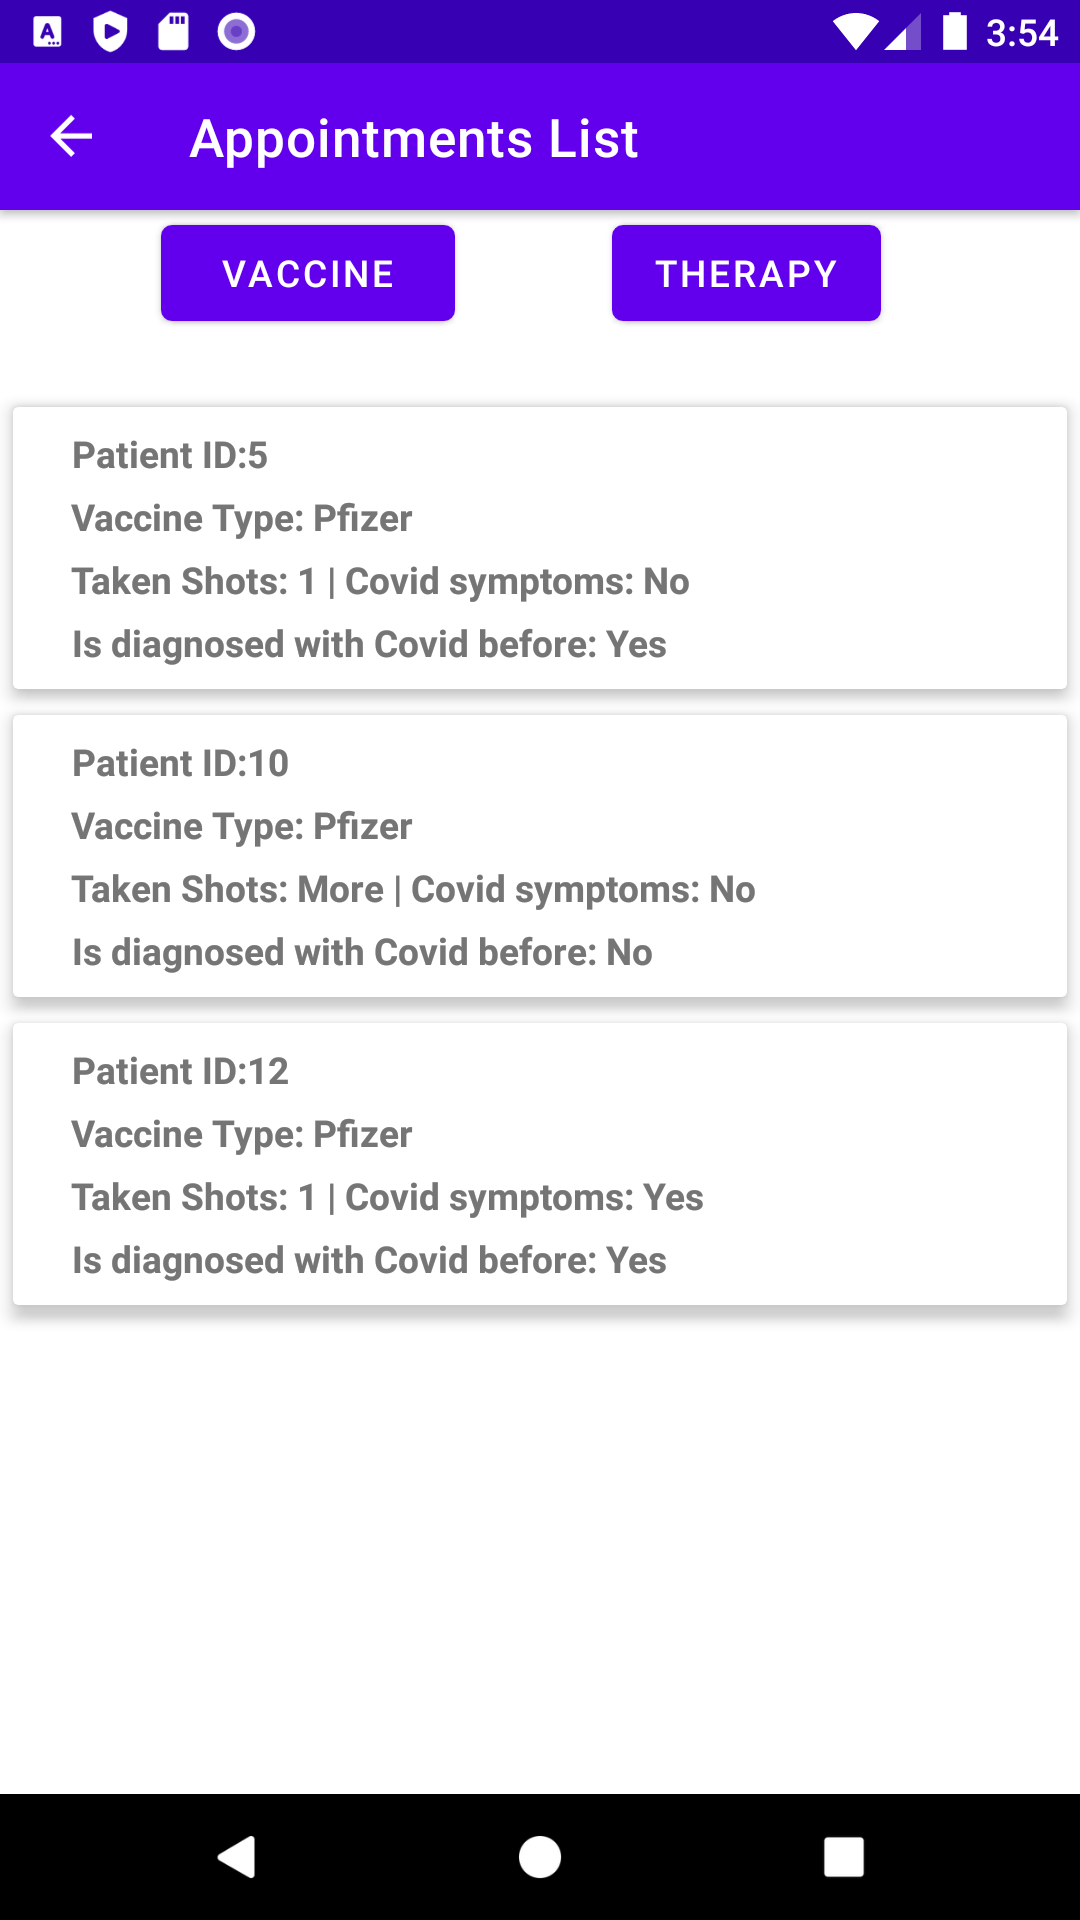 3:54
Appointments List
VACCINE THERAPY
Patient ID:5
Vaccine Type: Pfizer
Taken Shots: 1 | Covid symptoms: No
Is diagnosed with Covid before: Yes
Patient ID:10
Vaccine Type: Pfizer
Taken Shots: More | Covid symptoms: No
Is diagnosed with Covid before: No
Patient ID:12
Vaccine Type: Pfizer
Taken Shots: 1 | Covid symptoms: Yes
Is diagnosed with Covid before: Yes